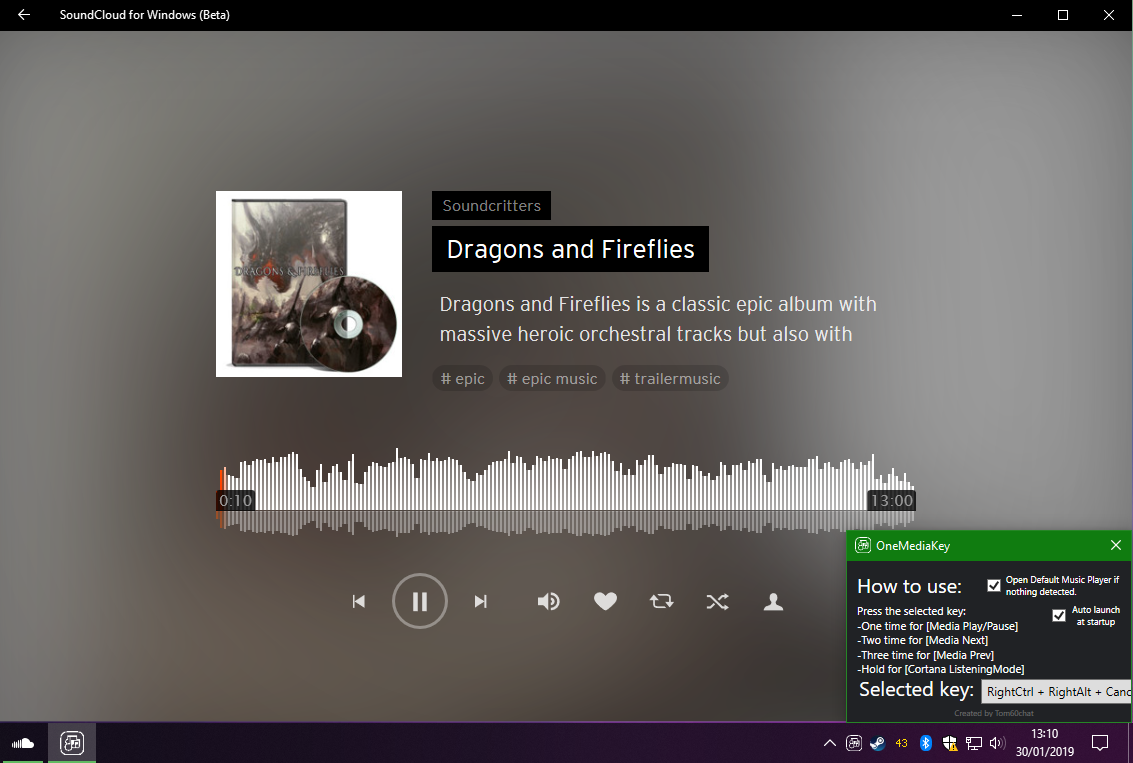 SoundCloud for Windows (Beta)
Soundcritters
Dragons and Fireflies
DRAGONS & FIREFLIES
Dragons and Fireflies is a classic epic album with
massive heroic orchestral tracks but also with
# epic # epic music # trailermusic
0:10 13:00
OneMediaKey
How to use:
Open Default Music Player if
nothing detected.
Press the selected key:
Auto launch
at startup
-One time for [Media Play/Pause]
-Two time for [Media Next]
-Three time for [Media Prev]
-Hold for [Cortana ListeningMode]
Selected key: RightCtrl + RightAlt + Canc
Created by Tom60chat
43
13:10
30/01/2019